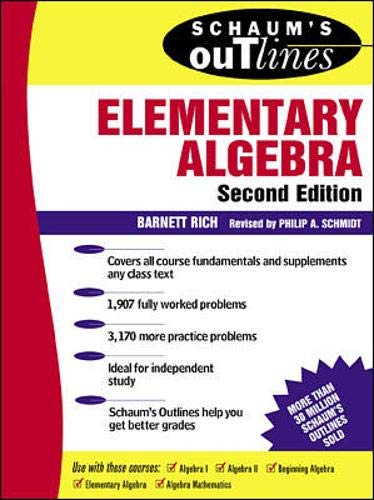 SCHAUM'S
OUTlines
ELEMENTARY
ALGEBRA
Second Edition
BARNETT RICH Revised by PHILIP A. SCHMIDT
Covers all course fundamentals and supplements
any class text
1,907 fully worked problems
3,170 more practice problems
Ideal for independent
study
Schaum's Outlines help you
get better grades
MORE THAN
30 MILLION
SCHAUM'S
OUTLINES
SOLD
Use with these courses: Algebra I Algebra II Beginning Algebra
Elementary Algebra Algebra Mathematics